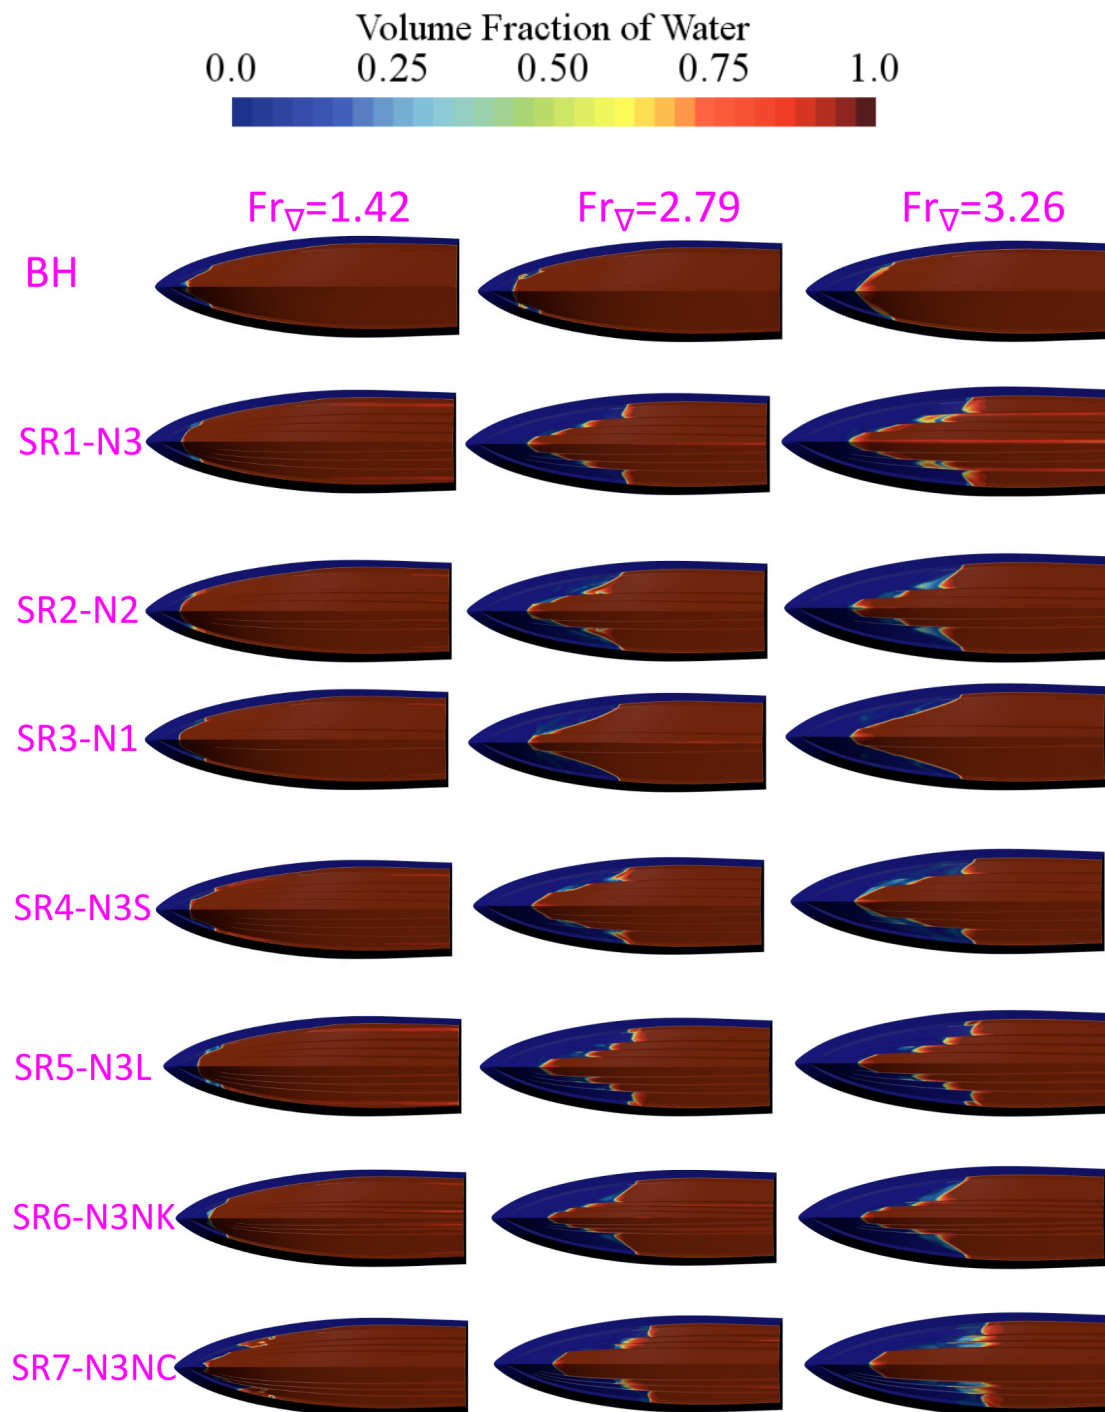 Volume Fraction of Water
0.0 0.25 0.50 0.75 1.0
Fr∇=1.42 Fr∇=2.79 Fr∇=3.26
BH
SR1-N3
SR2-N2
SR3-N1
SR4-N3S
SR5-N3L
SR6-N3NK
SR7-N3NC